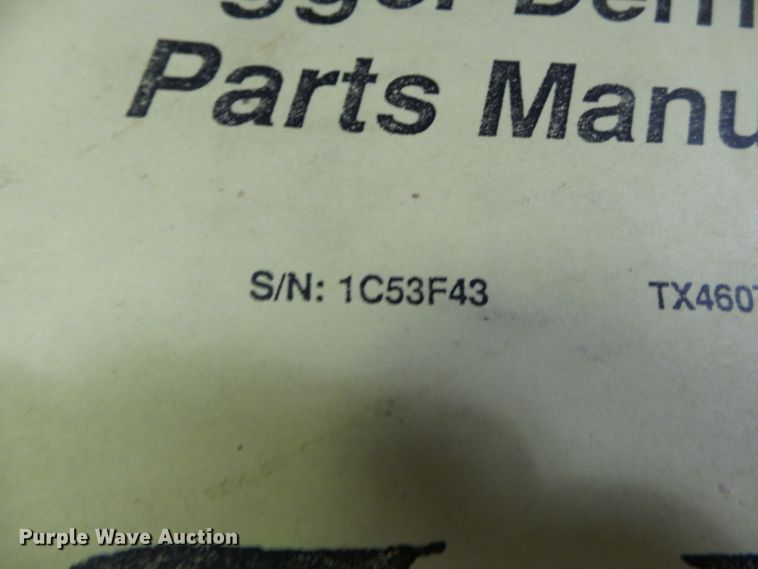 Parts Manu
S/N: 1C53F43 TX460
Purple Wave Auction